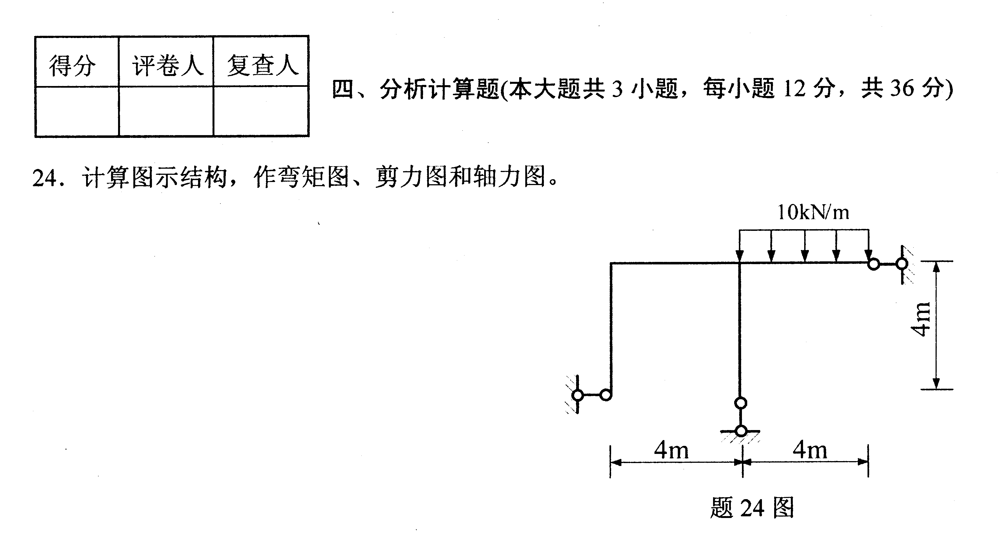 得分 评卷人 复查人
四、分析计算题(本大题共 3 小题，每小题 12 分，共 36 分)
24．计算图示结构，作弯矩图、剪力图和轴力图。
10kN/m
4m
4m 4m
题 24 图